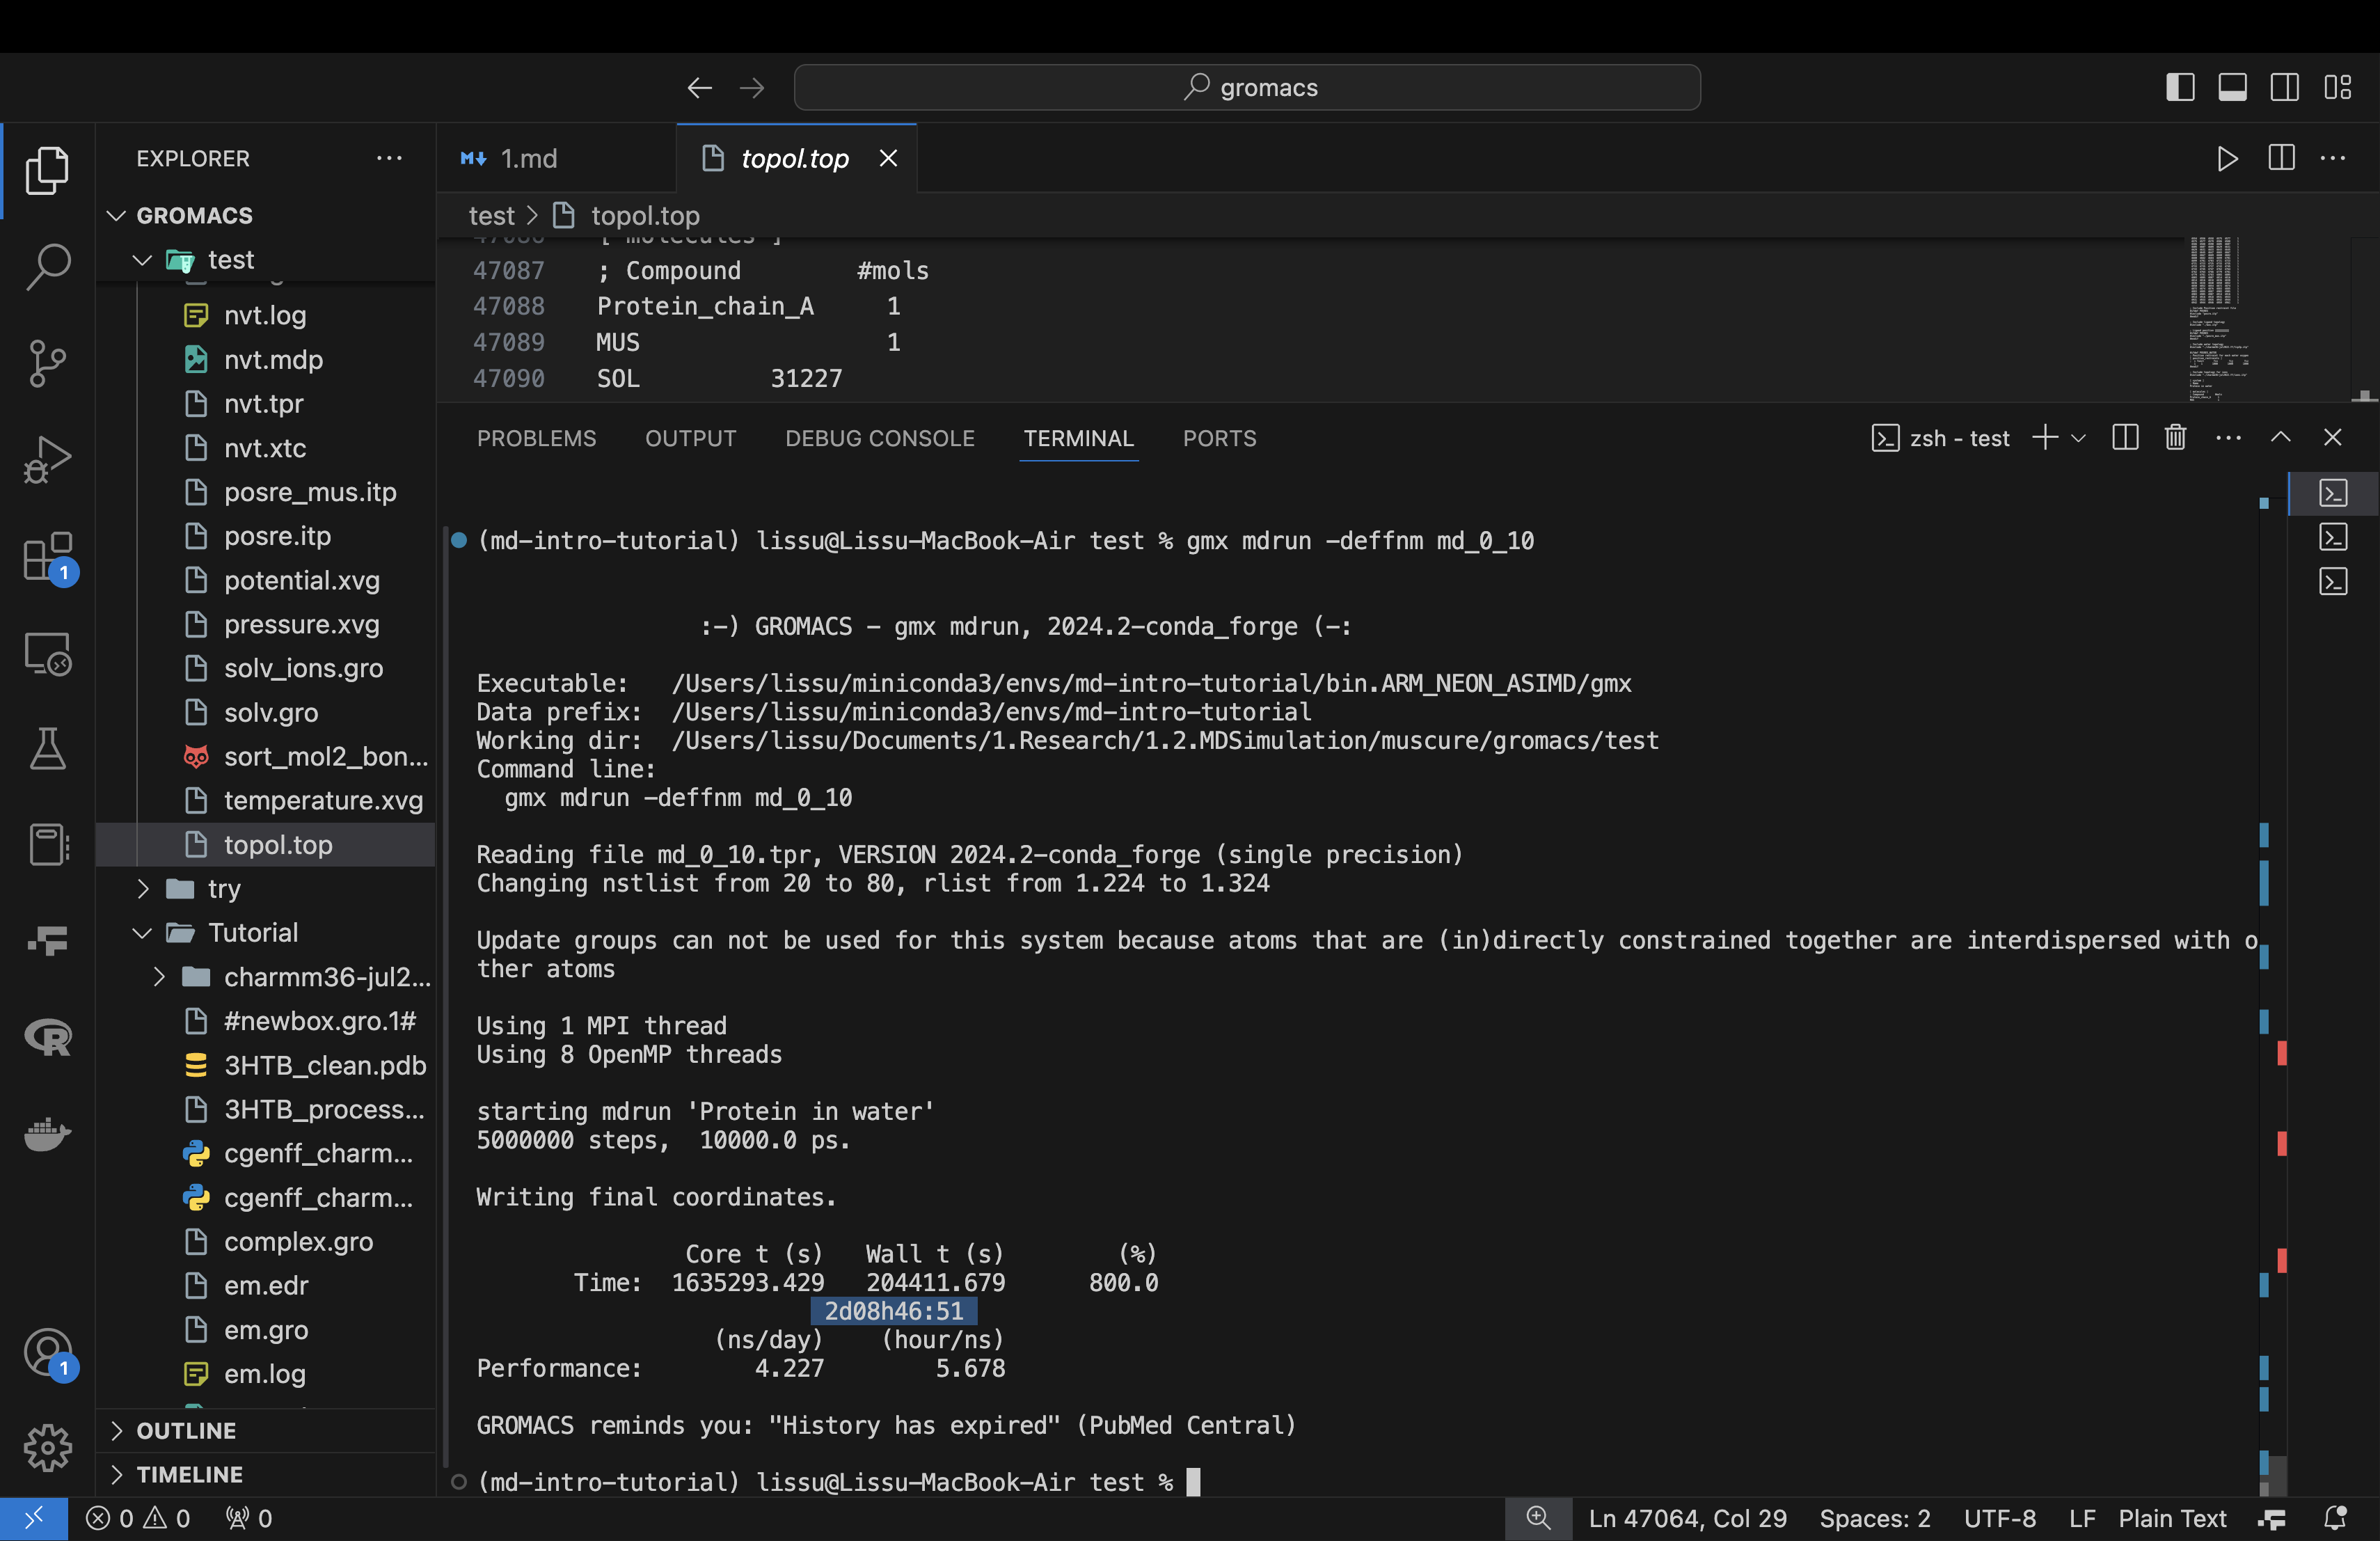 gromacs
EXPLORER
GROMACS
test
nvt.log
nvt.mdp
nvt.tpr
nvt.xtc
posre_mus.itp
posre.itp
potential.xvg
pressure.xvg
solv_ions.gro
solv.gro
sort_mol2_bon...
temperature.xvg
topol.top
try
Tutorial
charmm36-jul2...
#newbox.gro.1#
3HTB_clean.pdb
3HTB_process...
cgenff_charm...
cgenff_charm...
complex.gro
em.edr
em.gro
em.log
OUTLINE
TIMELINE
1
1
1.md
topol.top
test > topol.top
[ molecules ]
47087 ; Compound #mols
47088 Protein_chain_A 1
47089 MUS 1
47090 SOL 31227
PROBLEMS OUTPUT DEBUG CONSOLE TERMINAL PORTS
zsh - test
(md-intro-tutorial) lissu@Lissu-MacBook-Air test % gmx mdrun -deffnm md_0_10
:-) GROMACS - gmx mdrun, 2024.2-conda_forge (-:
Executable: /Users/lissu/miniconda3/envs/md-intro-tutorial/bin.ARM_NEON_ASIMD/gmx
Data prefix: /Users/lissu/miniconda3/envs/md-intro-tutorial
Working dir: /Users/lissu/Documents/1.Research/1.2.MDSimulation/muscure/gromacs/test
Command line:
gmx mdrun -deffnm md_0_10
Reading file md_0_10.tpr, VERSION 2024.2-conda_forge (single precision)
Changing nstlist from 20 to 80, rlist from 1.224 to 1.324
Update groups can not be used for this system because atoms that are (in)directly constrained together are interdispersed with o
ther atoms
Using 1 MPI thread
Using 8 OpenMP threads
starting mdrun 'Protein in water'
5000000 steps, 10000.0 ps.
Writing final coordinates.
Core t (s) Wall t (s) (%)
Time: 1635293.429 204411.679 800.0
2d08h46:51
(ns/day) (hour/ns)
Performance: 4.227 5.678
GROMACS reminds you: "History has expired" (PubMed Central)
(md-intro-tutorial) lissu@Lissu-MacBook-Air test %
0 0 0
Ln 47064, Col 29 Spaces: 2 UTF-8 LF Plain Text